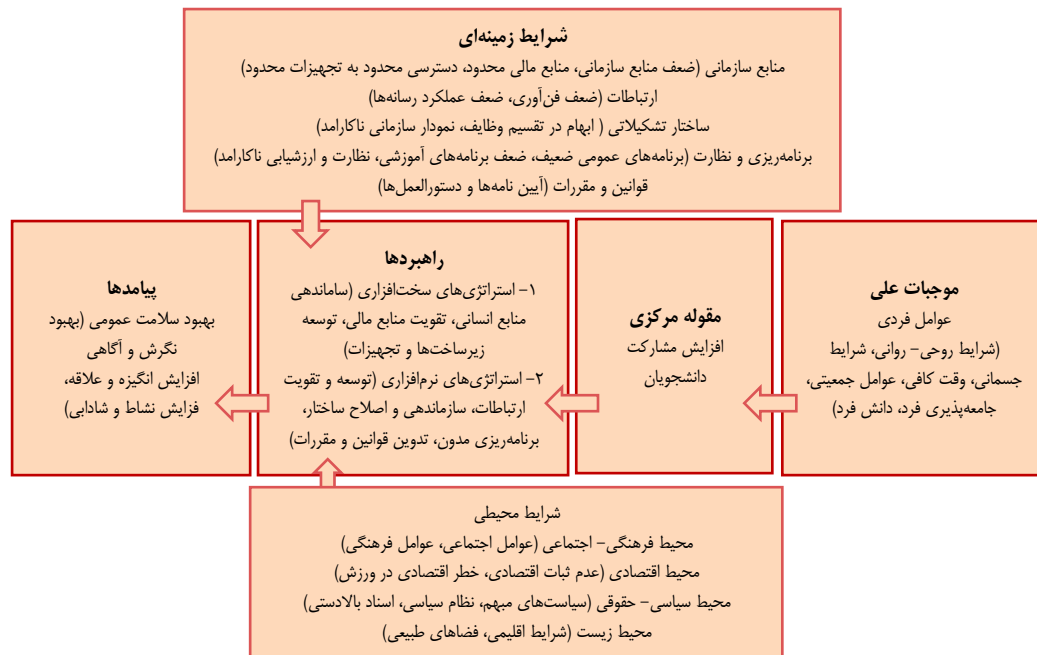 شرایط زمینه‌ای
منابع سازمانی (ضعف منابع سازمانی، منابع مالی محدود، دسترسی محدود به تجهیزات محدود)
ارتباطات (ضعف فن‌آوری، ضعف عملکرد رسانه‌ها)
ساختار تشکیلاتی ( ابهام در تقسیم وظایف، نمودار سازمانی ناکارامد)
برنامه‌ریزی و نظارت (برنامه‌های عمومی ضعیف، ضعف برنامه‌های آموزشی، نظارت و ارزشیابی ناکارامد)
قوانین و مقررات (آیین نامه‌ها و دستورالعمل‌ها)
موجبات علی
عوامل فردی
(شرایط روحی- روانی، شرایط
جسمانی، وقت کافی، عوامل جمعیتی،
جامعه‌پذیری فرد، دانش فرد)
مقوله مرکزی
افزایش مشارکت
دانشجویان
راهبردها
۱- استراتژی‌های سخت‌افزاری (ساماندهی
منابع انسانی، تقویت منابع مالی، توسعه
زیرساخت‌ها و تجهیزات)
۲- استراتژی‌های نرم‌افزاری (توسعه و تقویت
ارتباطات، سازماندهی و اصلاح ساختار،
برنامه‌ریزی مدون، تدوین قوانین و مقررات)
پیامدها
بهبود سلامت عمومی (بهبود
نگرش و آگاهی
افزایش انگیزه و علاقه،
فزایش نشاط و شادابی)
شرایط محیطی
محیط فرهنگی- اجتماعی (عوامل اجتماعی، عوامل فرهنگی)
محیط اقتصادی (عدم ثبات اقتصادی، خطر اقتصادی در ورزش)
محیط سیاسی- حقوقی (سیاست‌های مبهم، نظام سیاسی، اسناد بالادستی)
محیط زیست (شرایط اقلیمی، فضاهای طبیعی)